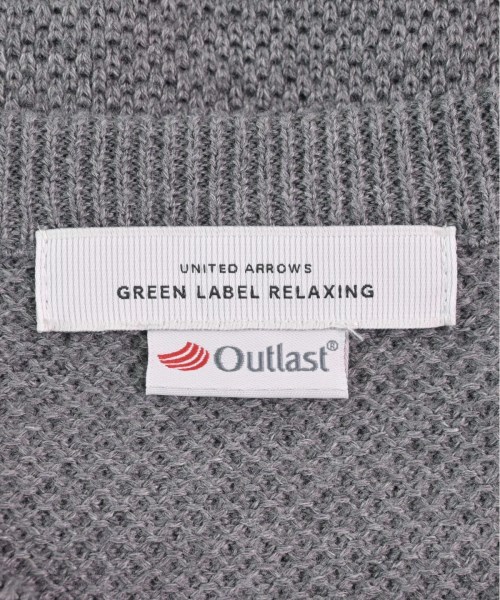 UNITED ARROWS
GREEN LABEL RELAXING
Outlast®